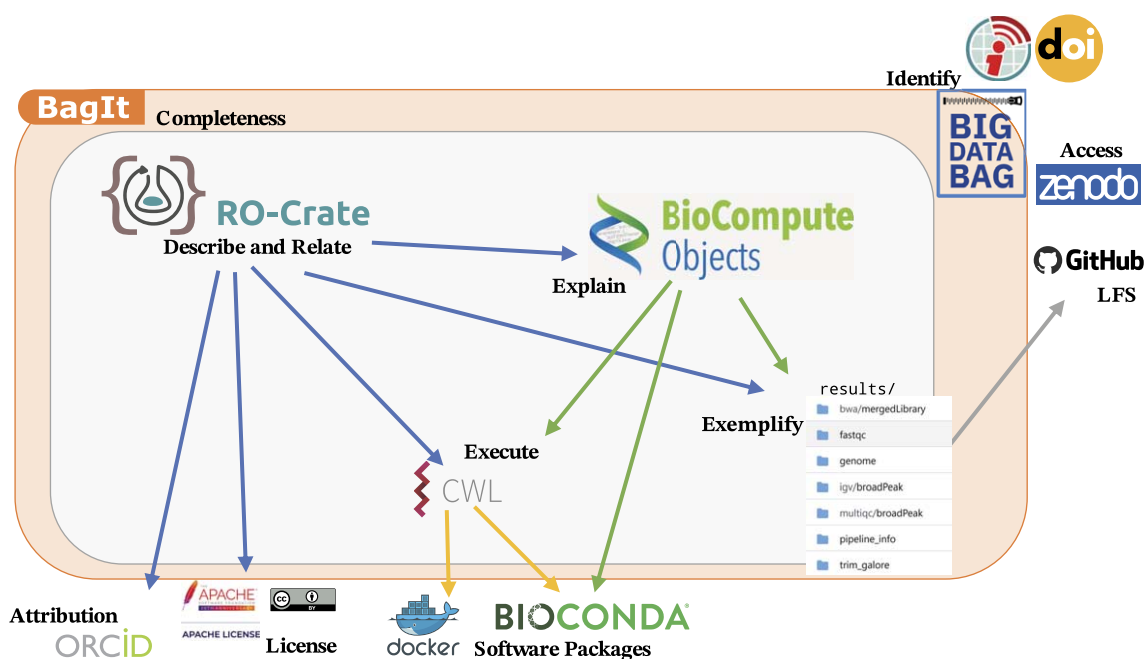 doi
Identify
BagIt
Completeness
BIG
DATA
BAG
Access
zenodo
RO-Crate
Describe and Relate
BioCompute
Objects
Explain
GitHub
LFS
results/
bwa/mergedLibrary
Exemplify
fastqc
Execute
genome
CWL
igv/broadPeak
multiqc/broadPeak
pipeline_info
trim_galore
Attribution
ORCID
APACHE
APACHE LICENSE
cc
BY
License
docker
BIOCONDA
Software Packages